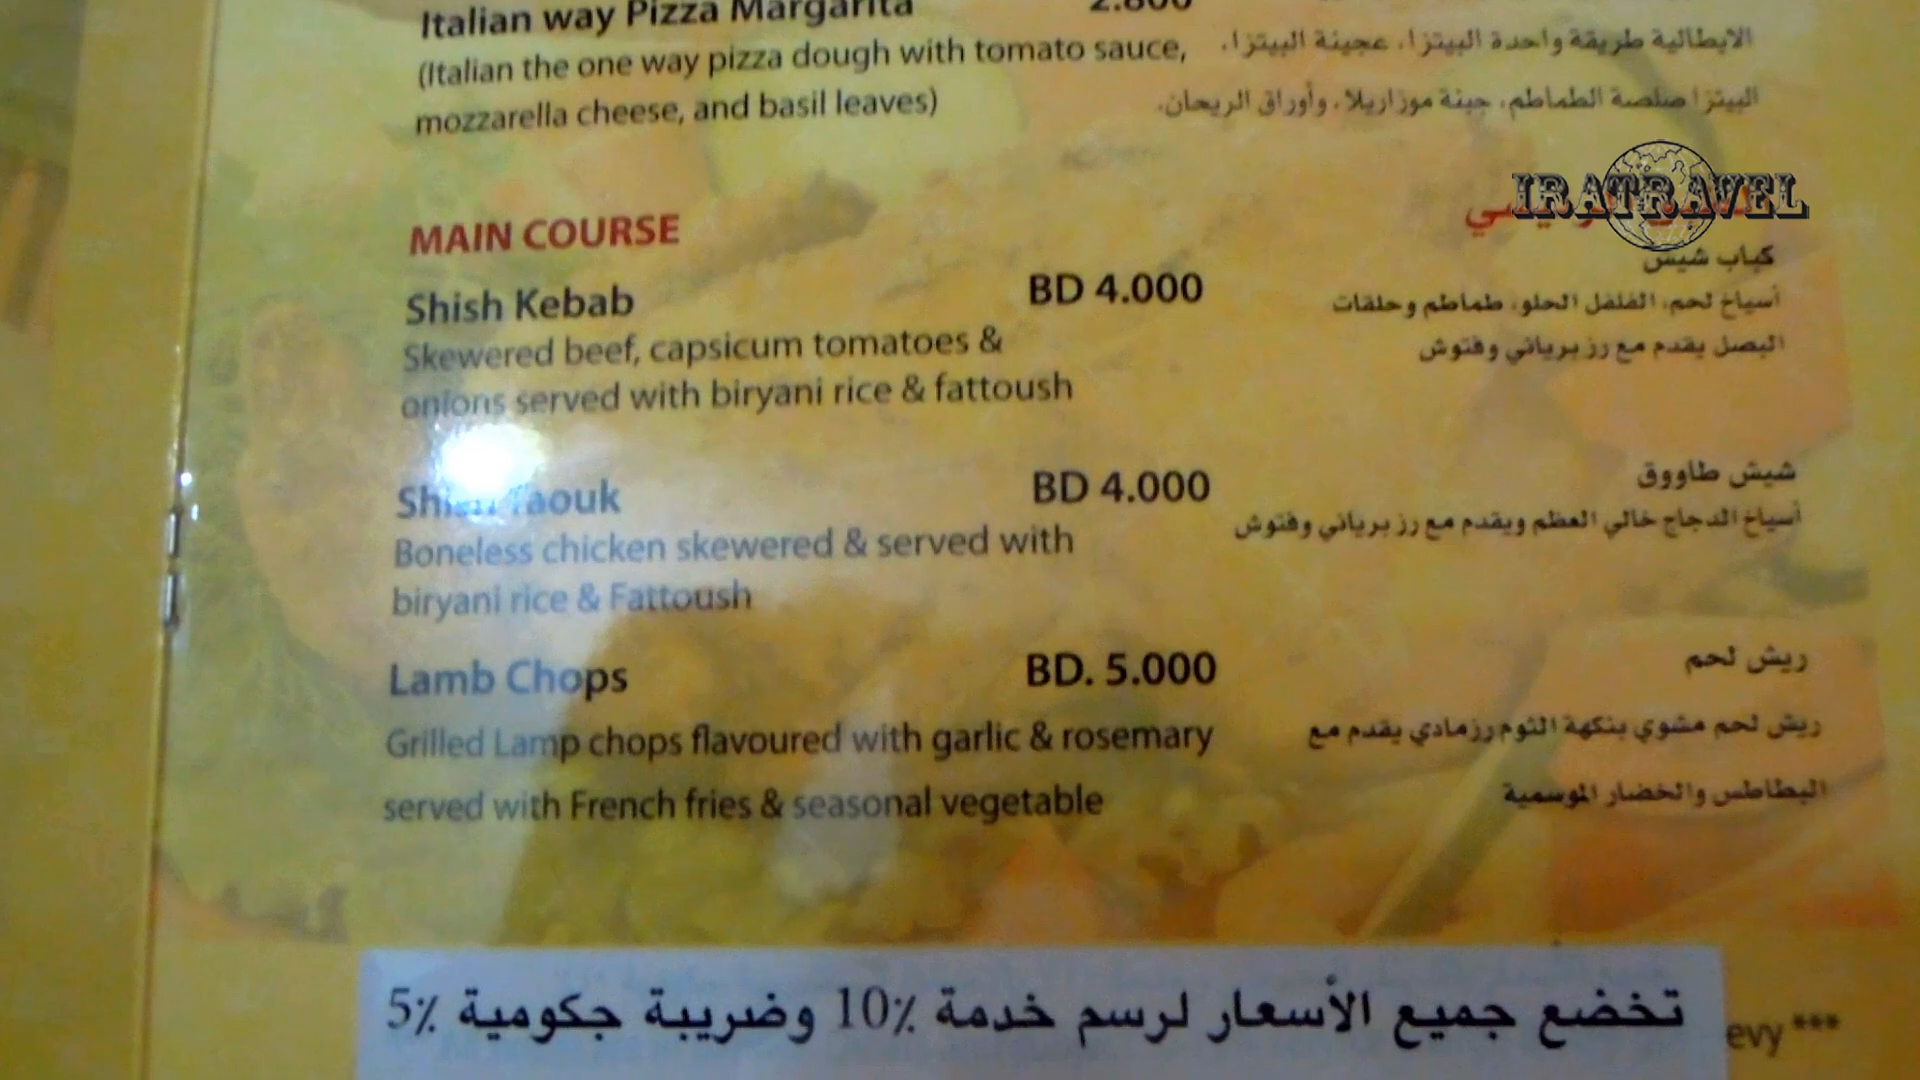 Italian way Pizza Margarita 2.800
(Italian the one way pizza dough with tomato sauce,
mozzarella cheese, and basil leaves)
الايطالية طريقة واحدة البيتزا، عجينة البيتزا،
البيتزا صلصة الطماطم، جبنة موزاريلا، وأوراق الريحان.
IRATRAVEL
MAIN COURSE
Shish Kebab BD 4.000
Skewered beef, capsicum tomatoes &
onions served with biryani rice & fattoush
كباب شيش
أسياخ لحم، الفلفل الحلو، طماطم وحلقات
البصل يقدم مع رز برياني وفتوش
Shish Taouk BD 4.000
Boneless chicken skewered & served with
biryani rice & Fattoush
شيش طاووق
أسياخ الدجاج خالي العظم ويقدم مع رز برياني وفتوش
Lamb Chops BD. 5.000
Grilled Lamp chops flavoured with garlic & rosemary
served with French fries & seasonal vegetable
ريش لحم
ريش لحم مشوي بنكهة الثوم رزمادي يقدم مع
البطاطس والخضار الموسمية
تخضع جميع الأسعار لرسم خدمة 10٪ وضريبة حكومية 5٪
evy ***